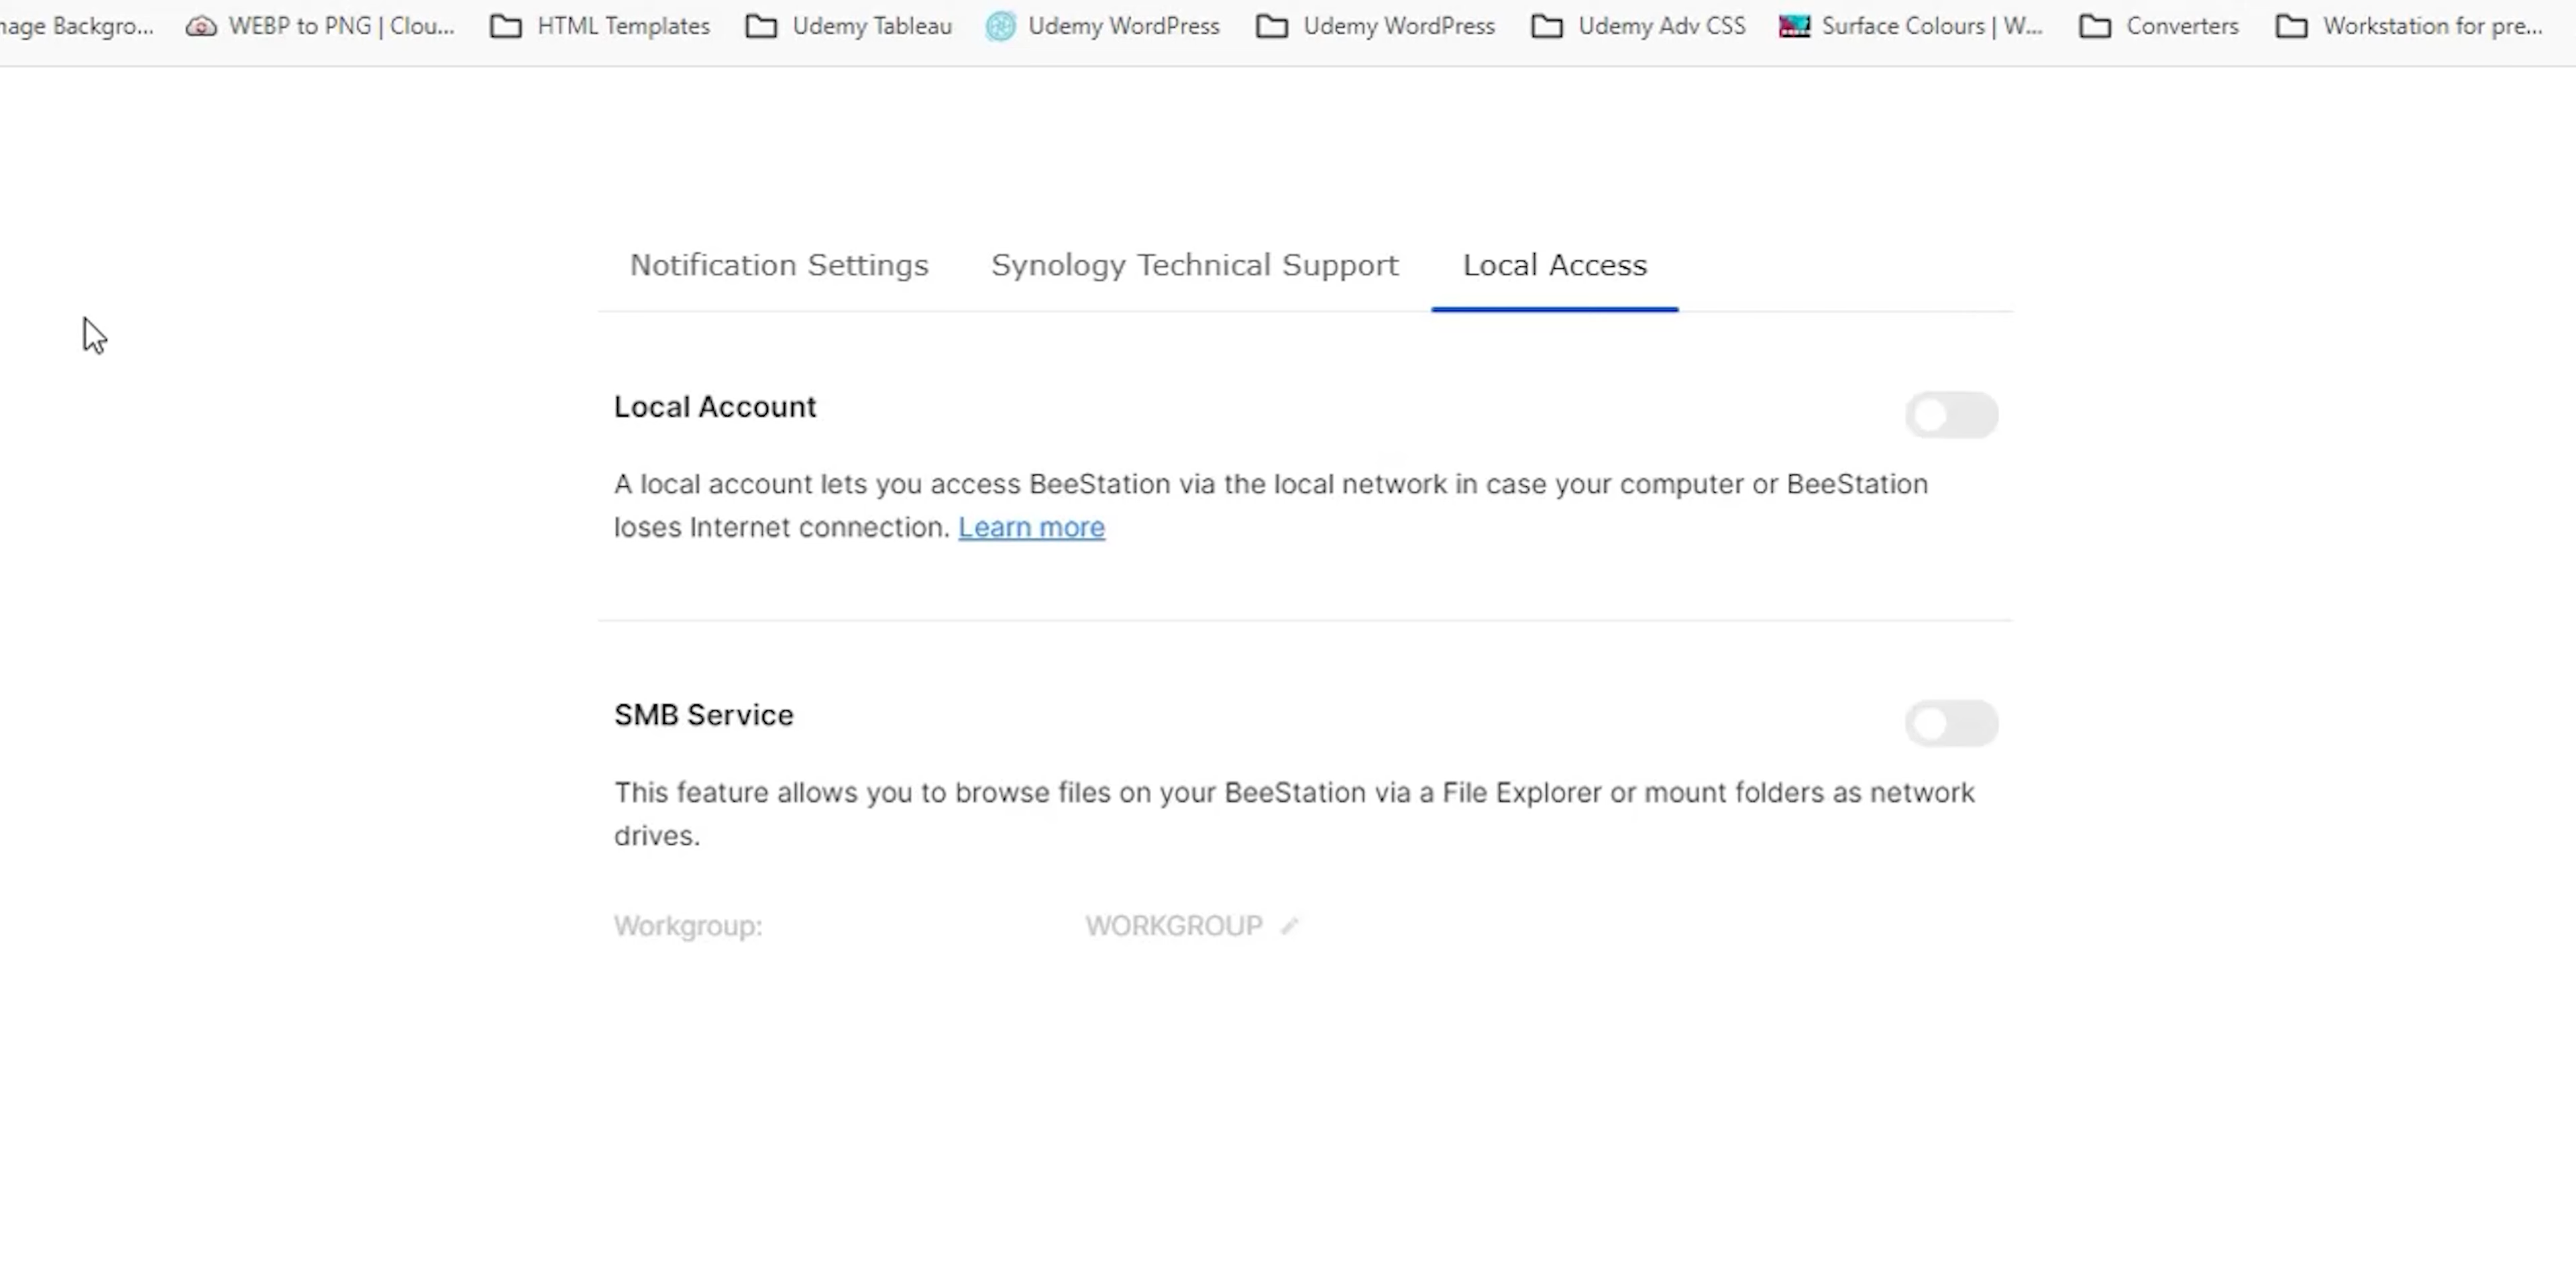 nage Backgro... WEBP to PNG | Clou... HTML Templates Udemy Tableau Udemy WordPress Udemy WordPress Udemy Adv CSS Surface Colours | W... Converters Workstation for pre...
Notification Settings Synology Technical Support Local Access
Local Account
A local account lets you access BeeStation via the local network in case your computer or BeeStation
loses Internet connection. Learn more
SMB Service
This feature allows you to browse files on your BeeStation via a File Explorer or mount folders as network
drives.
Workgroup: WORKGROUP